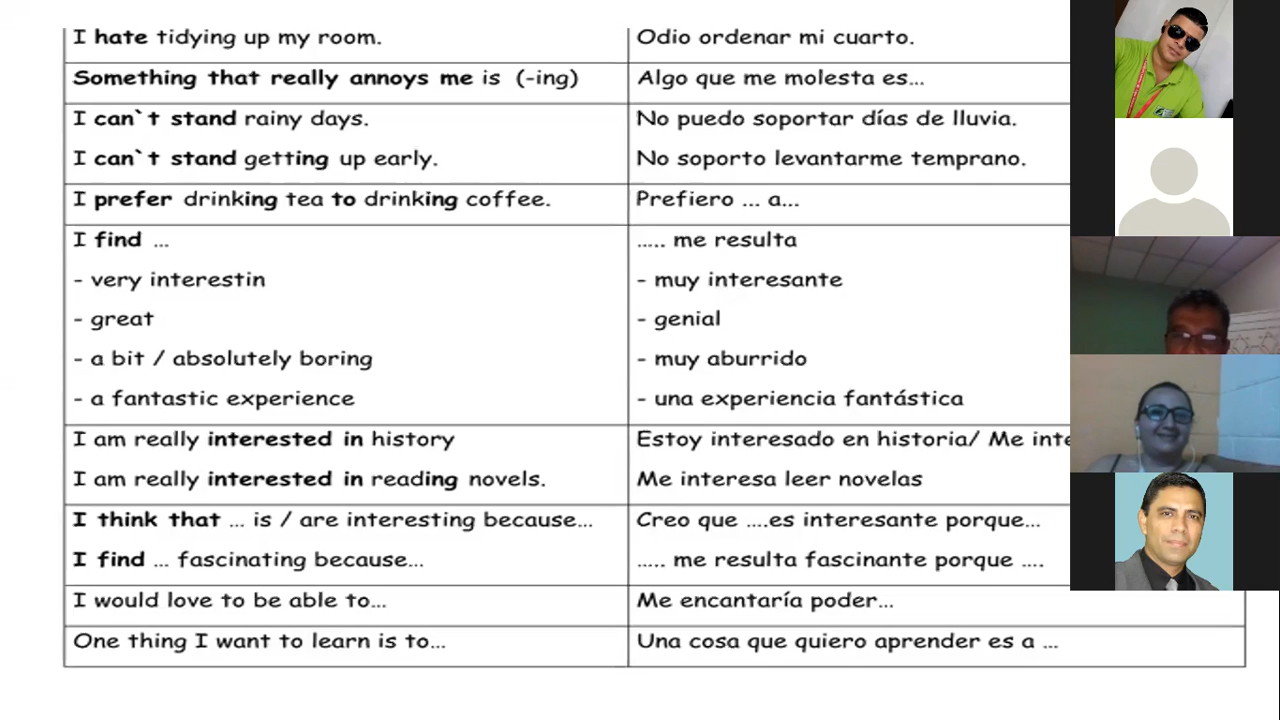 I hate tidying up my room.
Odio ordenar mi cuarto.
Something that really annoys me is (-ing)
Algo que me molesta es...
I can`t stand rainy days.
No puedo soportar días de lluvia.
I can`t stand getting up early.
No soporto levantarme temprano.
I prefer drinking tea to drinking coffee.
Prefiero ... a...
I find ...
….. me resulta
- very interestin
- muy interesante
- great
- genial
- a bit / absolutely boring
- muy aburrido
- a fantastic experience
- una experiencia fantástica
I am really interested in history
Estoy interesado en historia/ Me
I am really interested in reading novels.
Me interesa leer novelas
I think that ... is / are interesting because...
Creo que ....es interesante porque...
I find ... fascinating because...
….. me resulta fascinante porque ....
I would love to be able to...
Me encantaría poder...
One thing I want to learn is to...
Una cosa que quiero aprender es a ...